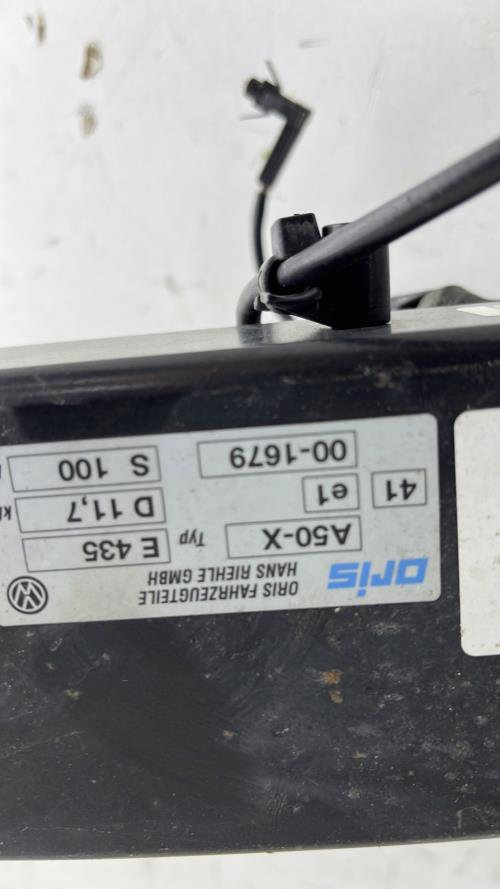 oris
ORIS FAHRZEUGTEILE
HANS RIEHLE GMBH
A50-X Typ E 435
41 e1 D 11,7
00-1679 S 100